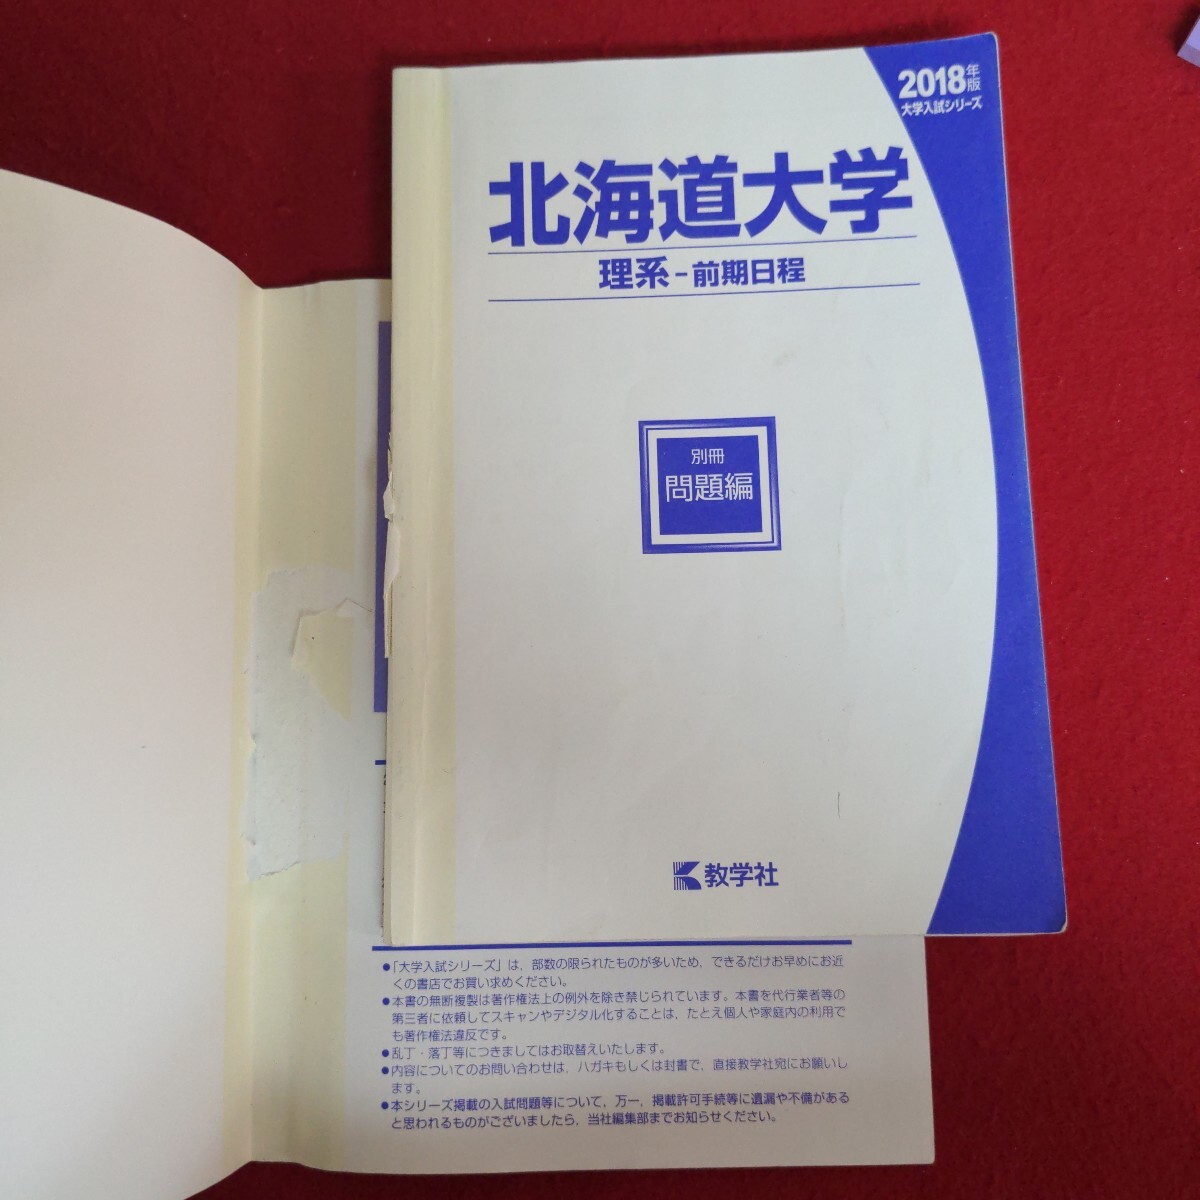 2018年版
大学入試シリーズ
北海道大学
理系－前期日程
別冊
問題編
教学社
●「大学入試シリーズ」は、部数の限られたものが多いため、できるだけお早めにお近
くの書店でお買い求めください。
●本書の無断複製は著作権法上の例外を除き禁じられています。本書を代行業者等の
第三者に依頼してスキャンやデジタル化することは、たとえ個人や家庭内の利用で
も著作権法違反です。
●乱丁・落丁等につきましてはお取替えいたします。
●内容についてのお問い合わせは、ハガキもしくは封書で、直接教学社宛にお願いし
ます。
●本シリーズ掲載の入試問題等について、万一、掲載許可手続等に遺漏や不備がある
と思われるものがございましたら、当社編集部までお知らせください。